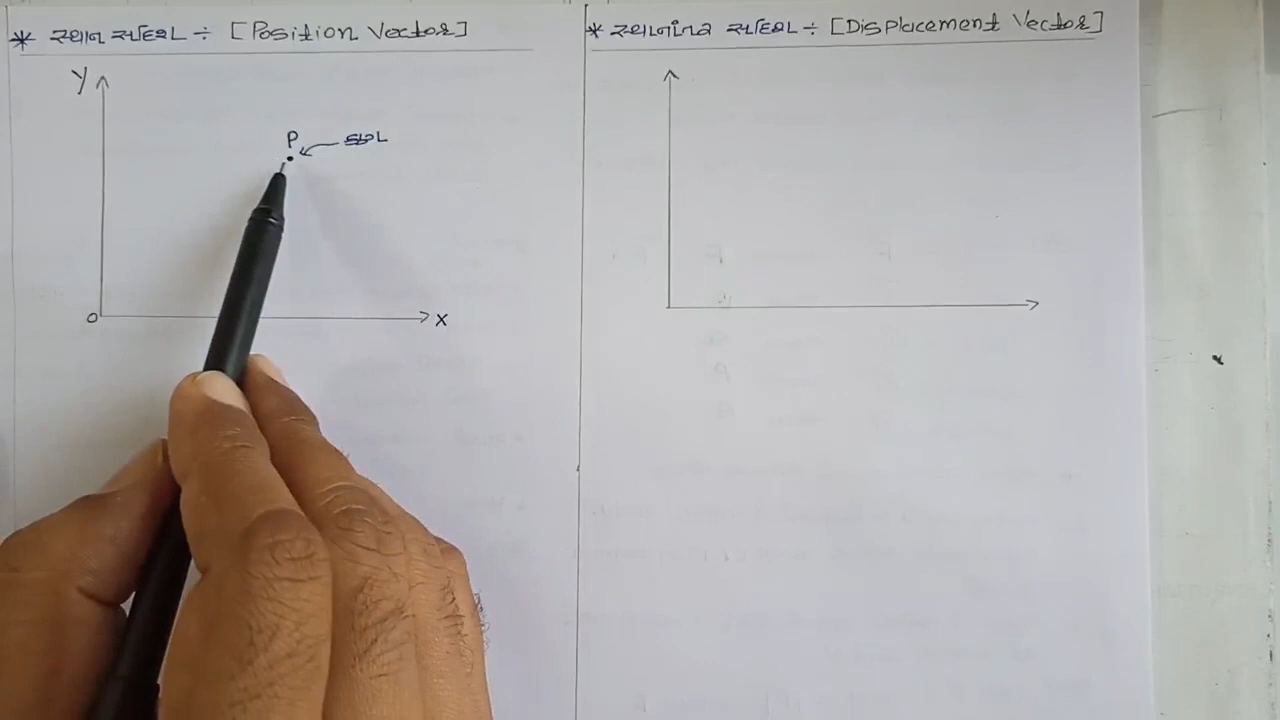 * સ્થાન સદિશ ÷ [Position Vector]
Y
P
કણ
O
X
* સ્થાનાંતર સદિશ ÷ [Displacement Vector]